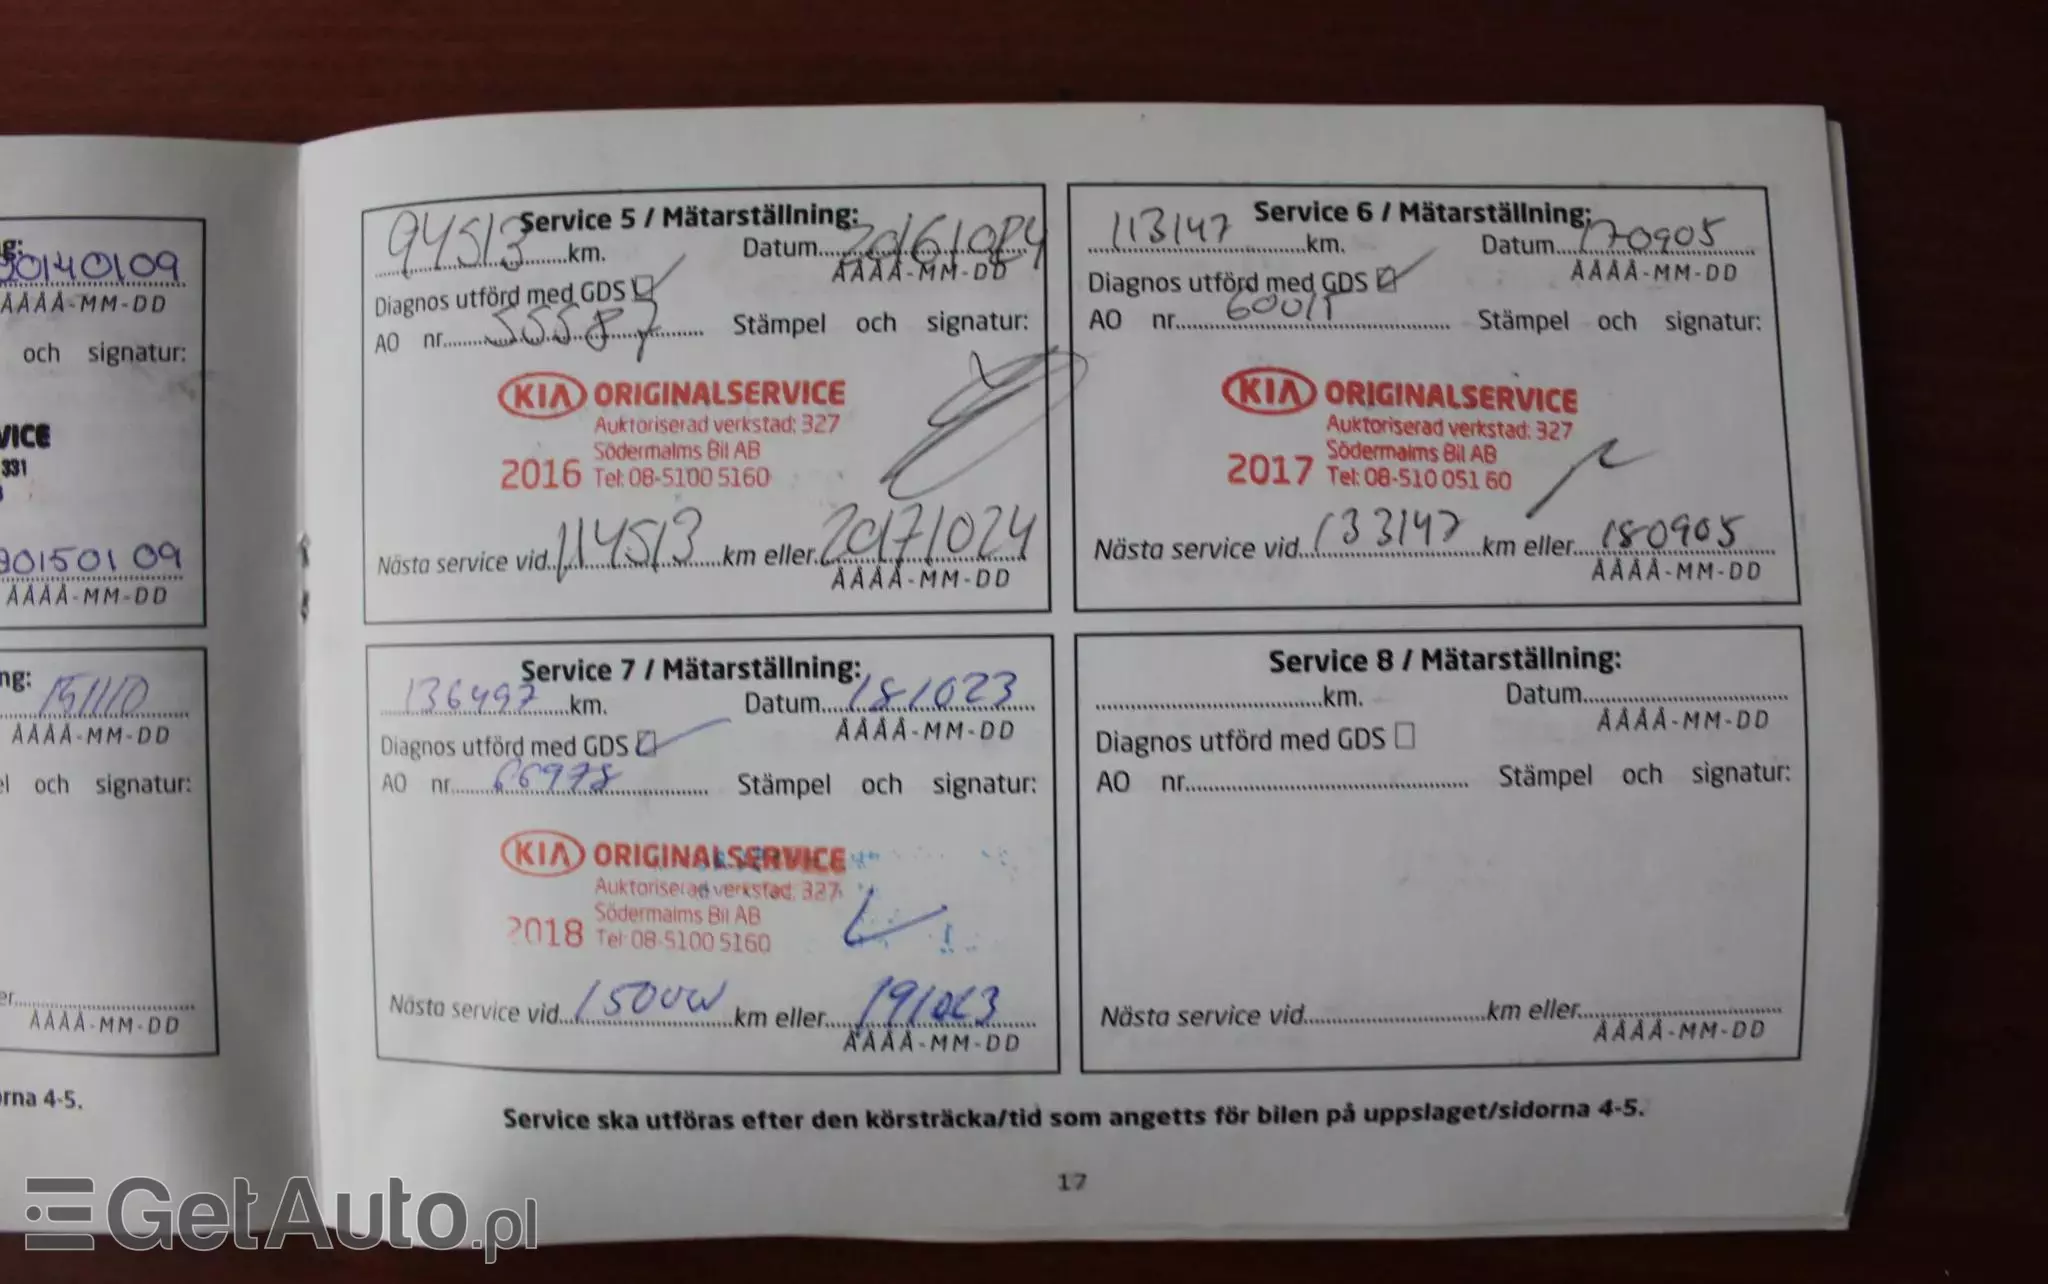 20140109
ÅÅÅÅ-MM-DD
och signatur:
VICE
331
20150109
ÅÅÅÅ-MM-DD
ng: 151110
ÅÅÅÅ-MM-DD
och signatur:
ÅÅÅÅ-MM-DD
orna 4-5.
Service 5 / Mätarställning:
94513 km. Datum 20161024
ÅÅÅÅ-MM-DD
Diagnos utförd med GDS
AO nr. 55587 Stämpel och signatur:
KIA ORIGINALSERVICE
Auktoriserad verkstad: 327
Södermalms Bil AB
2016 Tel: 08-5100 5160
Nästa service vid 114513 km eller 20171024
ÅÅÅÅ-MM-DD
Service 6 / Mätarställning:
113147 km. Datum 170905
ÅÅÅÅ-MM-DD
Diagnos utförd med GDS
AO nr. Stämpel och signatur:
KIA ORIGINALSERVICE
Auktoriserad verkstad: 327
Södermalms Bil AB
2017 Tel: 08-510 051 60
Nästa service vid 133147 km eller 180905
ÅÅÅÅ-MM-DD
Service 7 / Mätarställning:
136497 km. Datum 181023
ÅÅÅÅ-MM-DD
Diagnos utförd med GDS
AO nr. 66978 Stämpel och signatur:
KIA ORIGINALSERVICE
Auktoriserad verkstad: 327
Södermalms Bil AB
2018 Tel: 08-5100 5160
Nästa service vid km eller 191023
ÅÅÅÅ-MM-DD
Service 8 / Mätarställning:
km. Datum
ÅÅÅÅ-MM-DD
Diagnos utförd med GDS
AO nr. Stämpel och signatur:
Nästa service vid km eller
ÅÅÅÅ-MM-DD
Service ska utföras efter den körsträcka/tid som angetts för bilen på uppslaget/sidorna 4-5.
17
GetAuto.pl